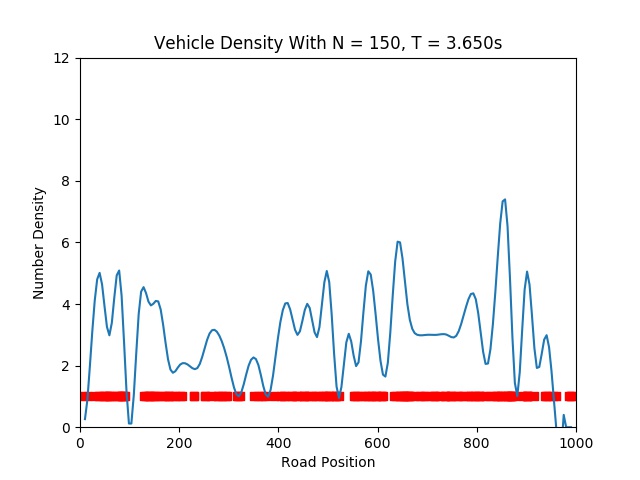 Vehicle Density With N = 150, T = 3.650s
12
10
8
6
4
2
0
Number Density
0 200 400 600 800 1000
Road Position